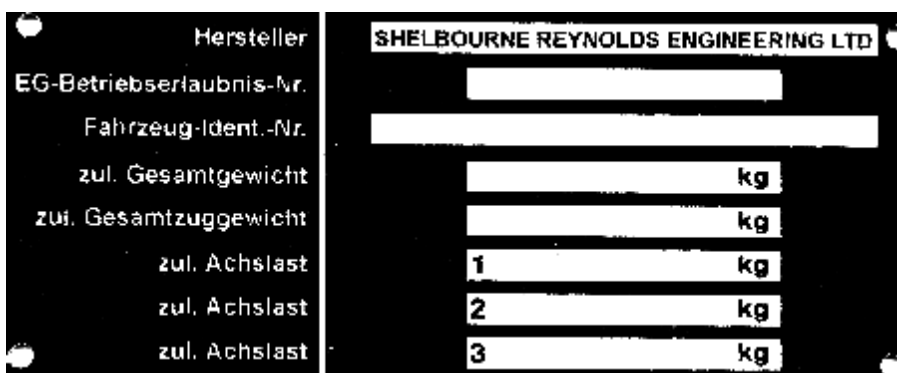 Hersteller SHELBOURNE REYNOLDS ENGINEERING LTD
EG-Betriebserlaubnis-Nr.
Fahrzeug-Ident.-Nr.
zul. Gesamtgewicht kg
zul. Gesamtzuggewicht kg
zul. Achslast 1 kg
zul. Achslast 2 kg
zul. Achslast 3 kg